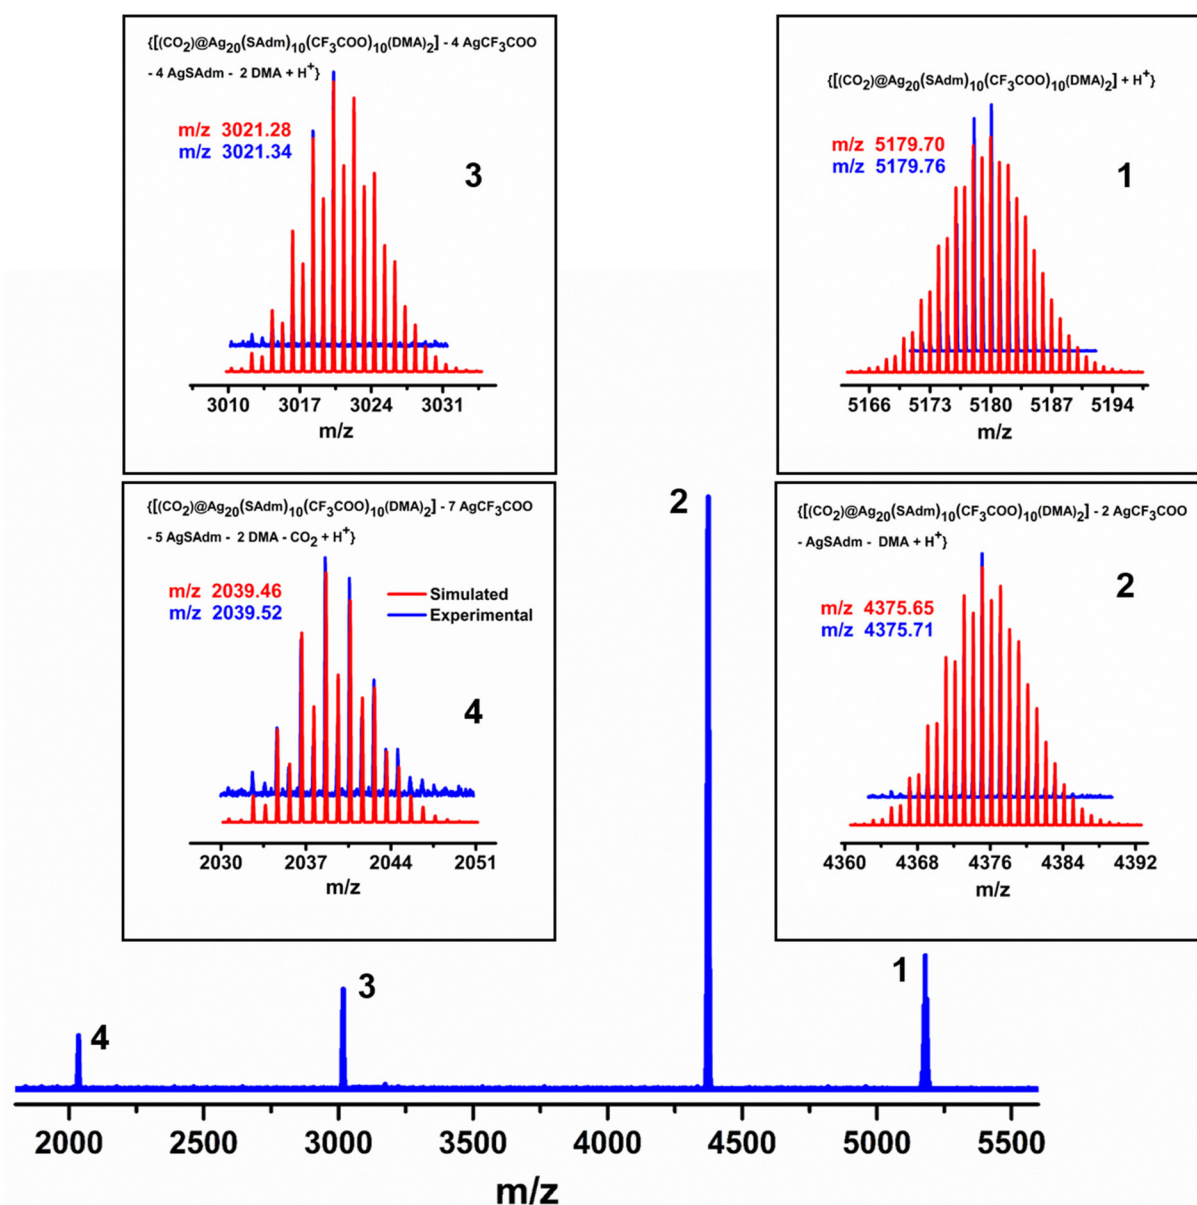 {[(CO₂)@Ag₂₀(SAdm)₁₀(CF₃COO)₁₀(DMA)₂] - 4 AgCF₃COO
- 4 AgSAdm - 2 DMA + H⁺}
m/z 3021.28
m/z 3021.34
3
3010 3017 3024 3031
m/z
{[(CO₂)@Ag₂₀(SAdm)₁₀(CF₃COO)₁₀(DMA)₂] + H⁺}
m/z 5179.70
m/z 5179.76
1
5166 5173 5180 5187 5194
m/z
{[(CO₂)@Ag₂₀(SAdm)₁₀(CF₃COO)₁₀(DMA)₂] - 7 AgCF₃COO
- 5 AgSAdm - 2 DMA - CO₂ + H⁺}
m/z 2039.46
m/z 2039.52
Simulated
Experimental
4
2030 2037 2044 2051
m/z
{[(CO₂)@Ag₂₀(SAdm)₁₀(CF₃COO)₁₀(DMA)₂] - 2 AgCF₃COO
- AgSAdm - DMA + H⁺}
m/z 4375.65
m/z 4375.71
2
4360 4368 4376 4384 4392
m/z
2
1
3
4
2000 2500 3000 3500 4000 4500 5000 5500
m/z